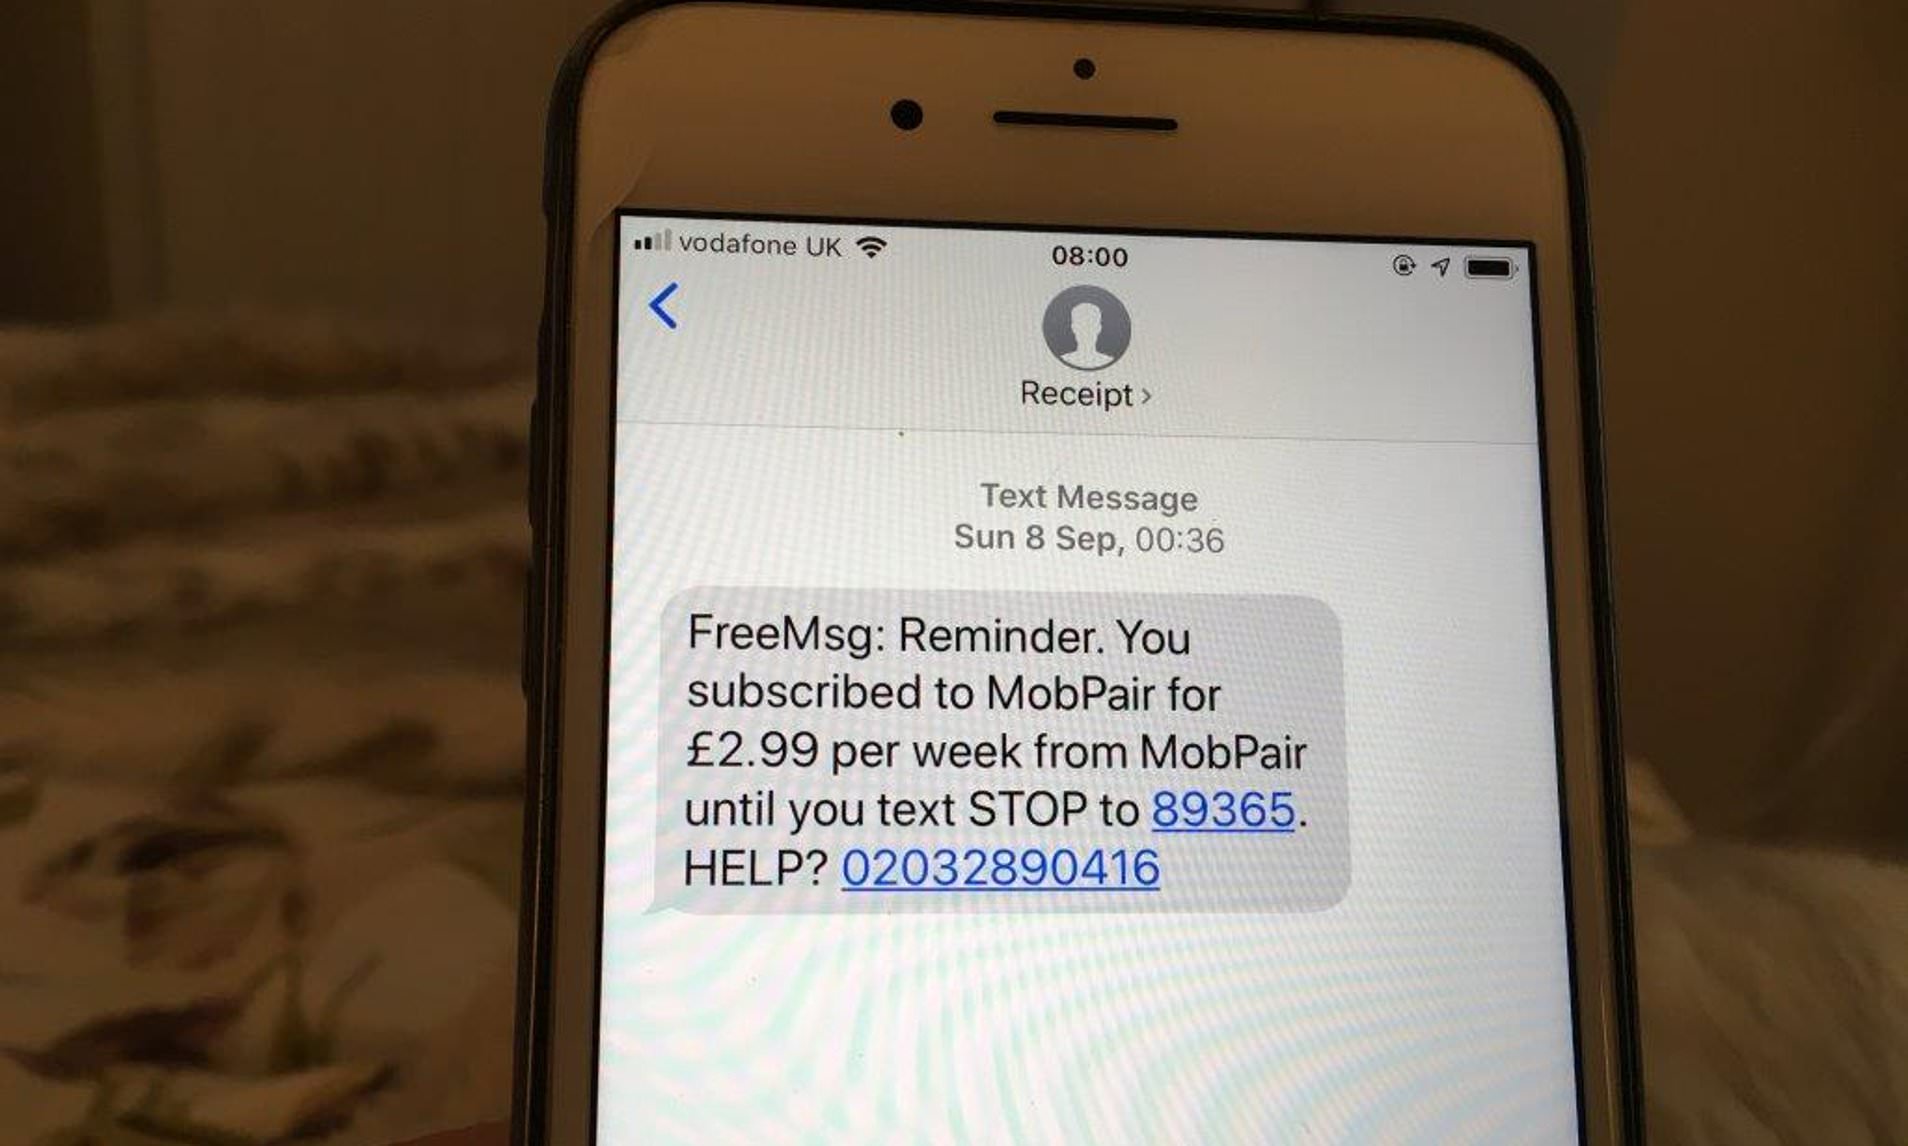 vodafone UK
08:00
Receipt
Text Message
Sun 8 Sep, 00:36
FreeMsg: Reminder. You
subscribed to MobPair for
£2.99 per week from MobPair
until you text STOP to 89365.
HELP? 02032890416